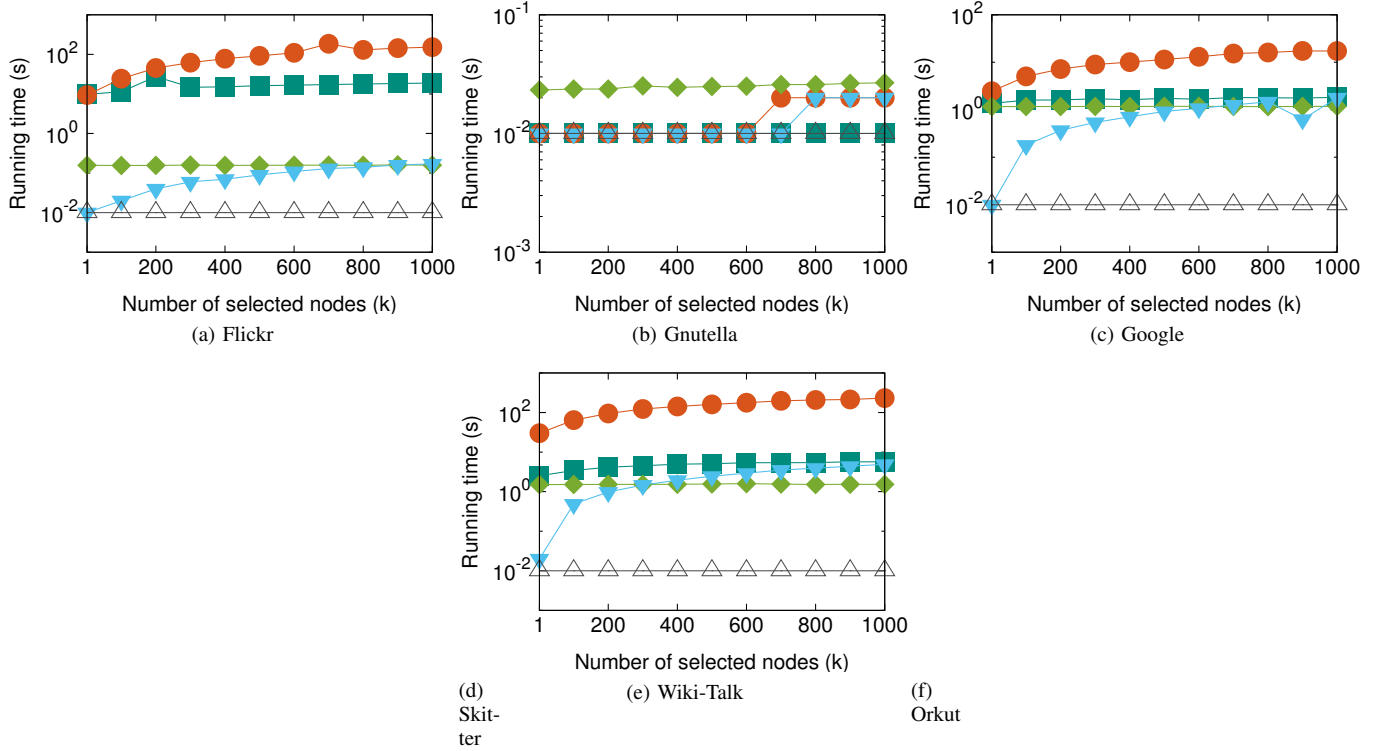 Running time (s)
10^2
10^0
10^-2
1 200 400 600 800 1000
Number of selected nodes (k)
(a) Flickr
Running time (s)
10^-1
10^-2
10^-3
1 200 400 600 800 1000
Number of selected nodes (k)
(b) Gnutella
Running time (s)
10^2
10^0
10^-2
1 200 400 600 800 1000
Number of selected nodes (k)
(c) Google
(d)
Skit-
ter
Running time (s)
10^2
10^0
10^-2
1 200 400 600 800 1000
Number of selected nodes (k)
(e) Wiki-Talk
(f)
Orkut